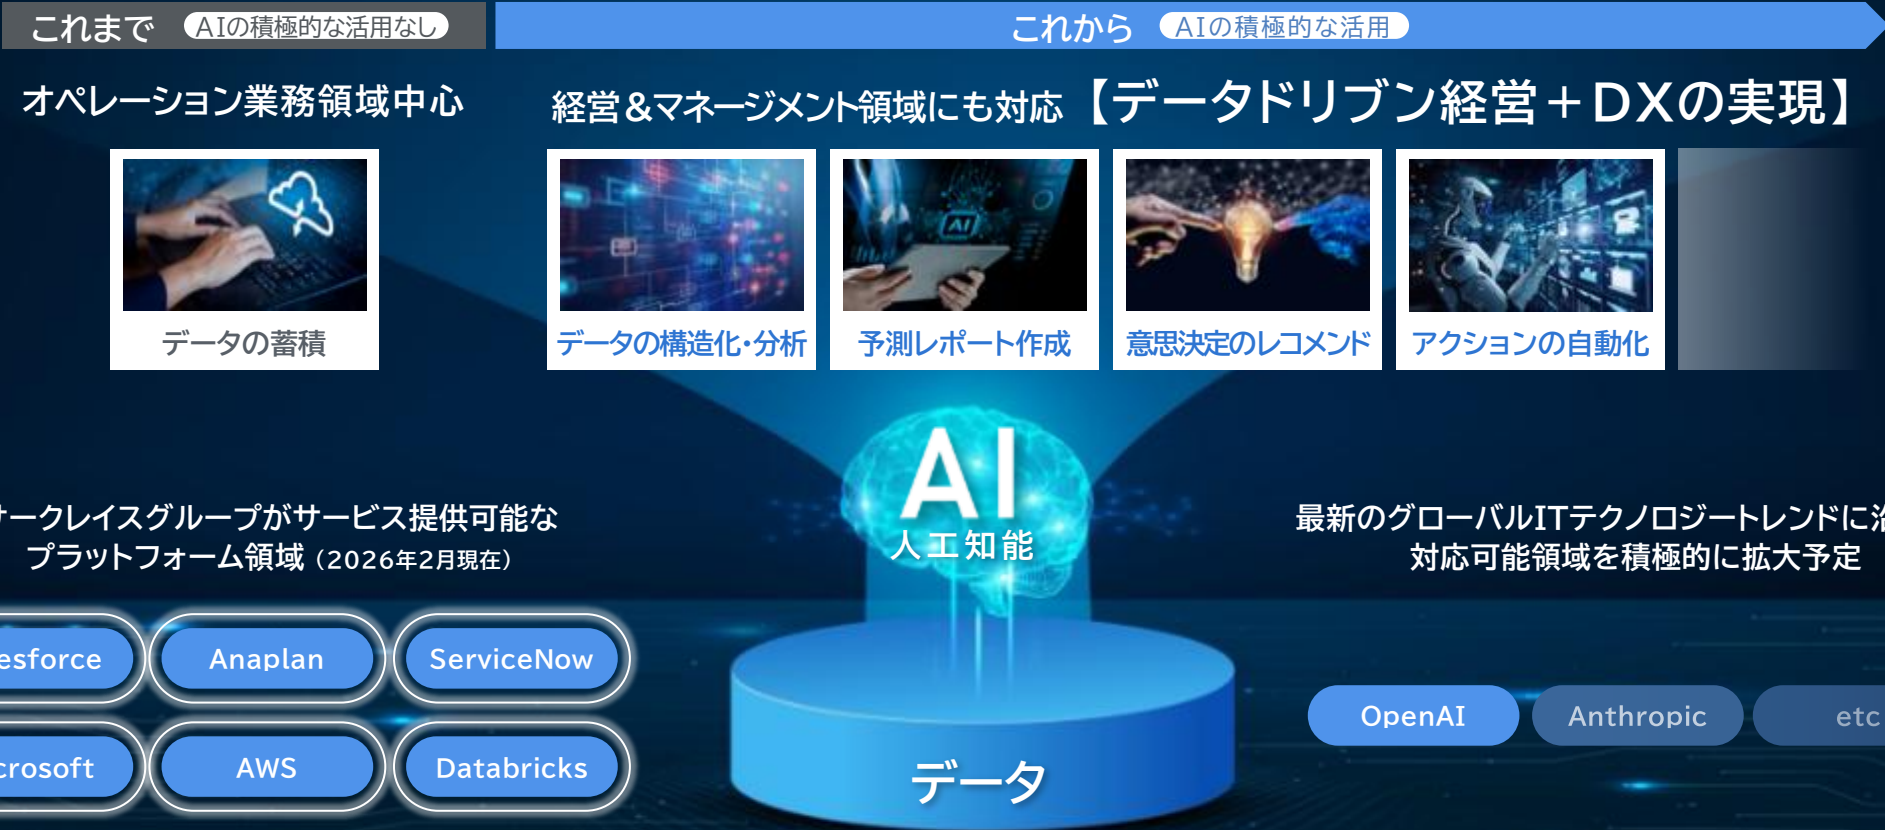 これまで AIの積極的な活用なし
これから AIの積極的な活用
オペレーション業務領域中心
経営&マネージメント領域にも対応【データドリブン経営+DXの実現】
AI
データの蓄積
データの構造化・分析
予測レポート作成
意思決定のレコメンド
アクションの自動化
AI
人工知能
ークレイスグループがサービス提供可能な
プラットフォーム領域(2026年2月現在)
最新のグローバルITテクノロジートレンドに
対応可能領域を積極的に拡大予定
esforce Anaplan ServiceNow
crosoft AWS Databricks
OpenAI Anthropic etc
データ